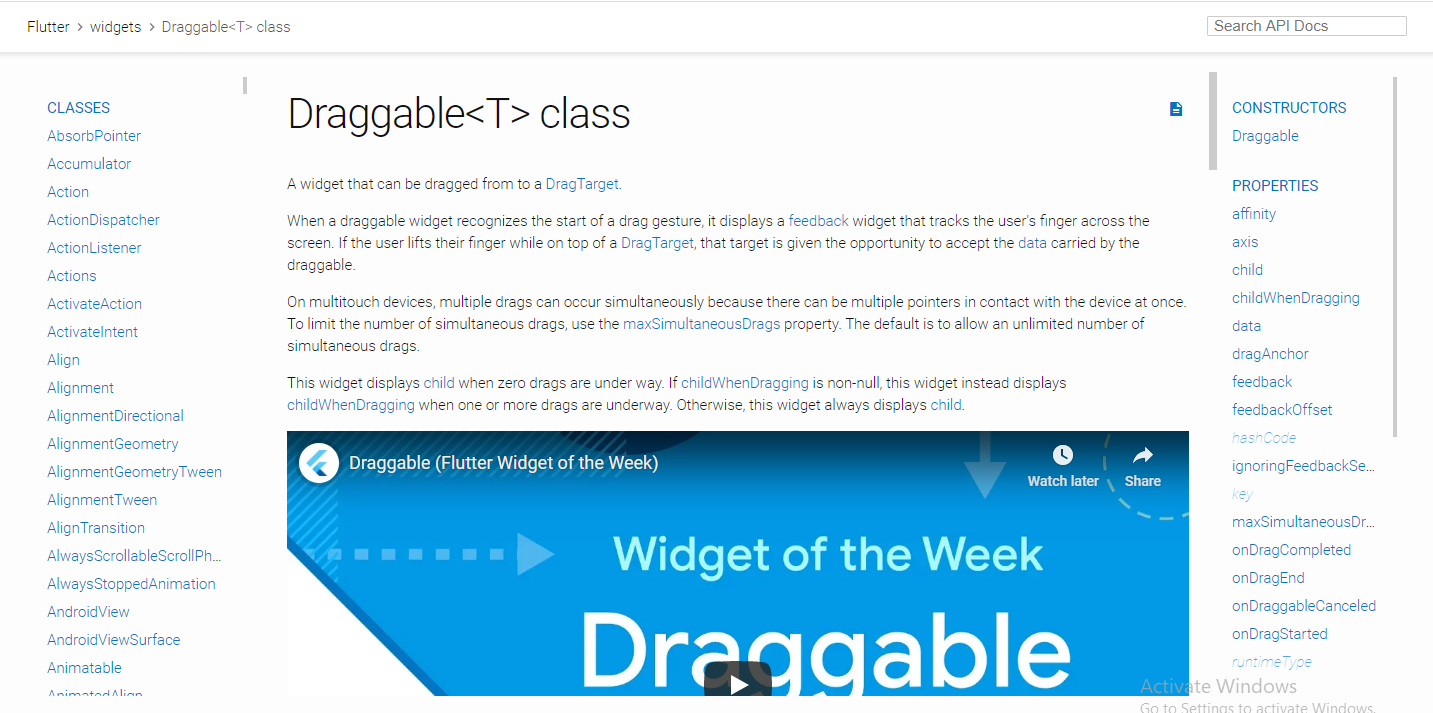 Flutter > widgets > Draggable<T> class
Search API Docs
CLASSES
AbsorbPointer
Accumulator
Action
ActionDispatcher
ActionListener
Actions
ActivateAction
ActivateIntent
Align
Alignment
AlignmentDirectional
AlignmentGeometry
AlignmentGeometryTween
AlignmentTween
AlignTransition
AlwaysScrollableScrollPh...
AlwaysStoppedAnimation
AndroidView
AndroidViewSurface
Animatable
AnimatedAlign
Draggable<T> class
A widget that can be dragged from to a DragTarget.
When a draggable widget recognizes the start of a drag gesture, it displays a feedback widget that tracks the user's finger across the
screen. If the user lifts their finger while on top of a DragTarget, that target is given the opportunity to accept the data carried by the
draggable.
On multitouch devices, multiple drags can occur simultaneously because there can be multiple pointers in contact with the device at once.
To limit the number of simultaneous drags, use the maxSimultaneousDrags property. The default is to allow an unlimited number of
simultaneous drags.
This widget displays child when zero drags are under way. If childWhenDragging is non-null, this widget instead displays
childWhenDragging when one or more drags are underway. Otherwise, this widget always displays child.
Draggable (Flutter Widget of the Week)
Watch later
Share
Widget of the Week
Draggable
CONSTRUCTORS
Draggable
PROPERTIES
affinity
axis
child
childWhenDragging
data
dragAnchor
feedback
feedbackOffset
hashCode
ignoringFeedbackSe...
key
maxSimultaneousDr...
onDragCompleted
onDragEnd
onDraggableCanceled
onDragStarted
runtimeType
Activate Windows
Go to Settings to activate Windows.